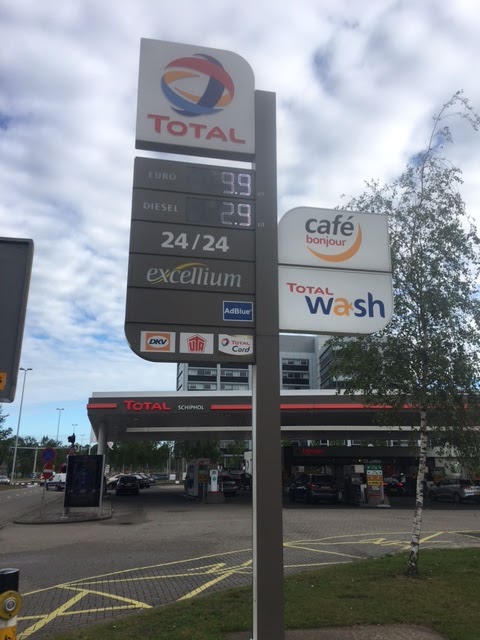 TOTAL
EURO 9.9
DIESEL 2.9
24/24
excellium
AdBlue
DKV
UTA
TOTAL
Card
café
bonjour
TOTAL
wash
TOTAL SCHIPHOL